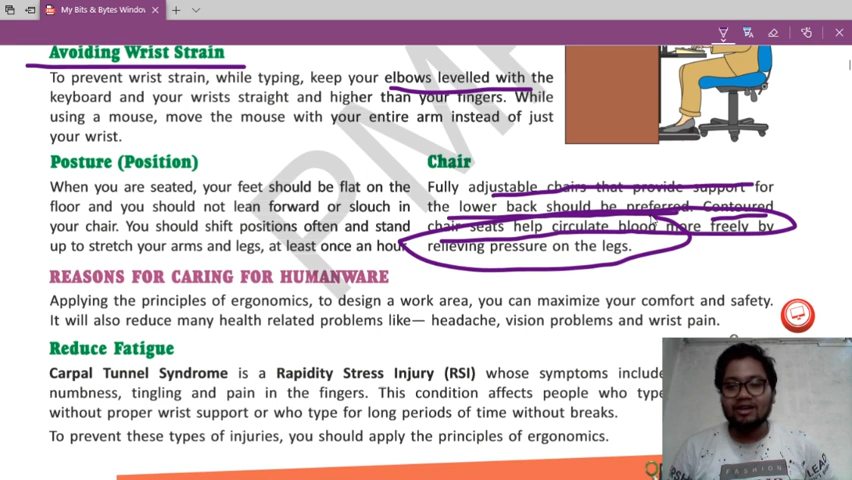 My Bits & Bytes Window
Avoiding Wrist Strain
To prevent wrist strain, while typing, keep your elbows levelled with the
keyboard and your wrists straight and higher than your fingers. While
using a mouse, move the mouse with your entire arm instead of just
your wrist.
Posture (Position)
When you are seated, your feet should be flat on the
floor and you should not lean forward or slouch in
your chair. You should shift positions often and stand
up to stretch your arms and legs, at least once an hour.
Chair
Fully adjustable chairs that provide support for
the lower back should be preferred. Contoured
chair seats help circulate blood more freely by
relieving pressure on the legs.
REASONS FOR CARING FOR HUMANWARE
Applying the principles of ergonomics, to design a work area, you can maximize your comfort and safety.
It will also reduce many health related problems like— headache, vision problems and wrist pain.
Reduce Fatigue
Carpal Tunnel Syndrome is a Rapidity Stress Injury (RSI) whose symptoms include
numbness, tingling and pain in the fingers. This condition affects people who type
without proper wrist support or who type for long periods of time without breaks.
To prevent these types of injuries, you should apply the principles of ergonomics.
FASHION